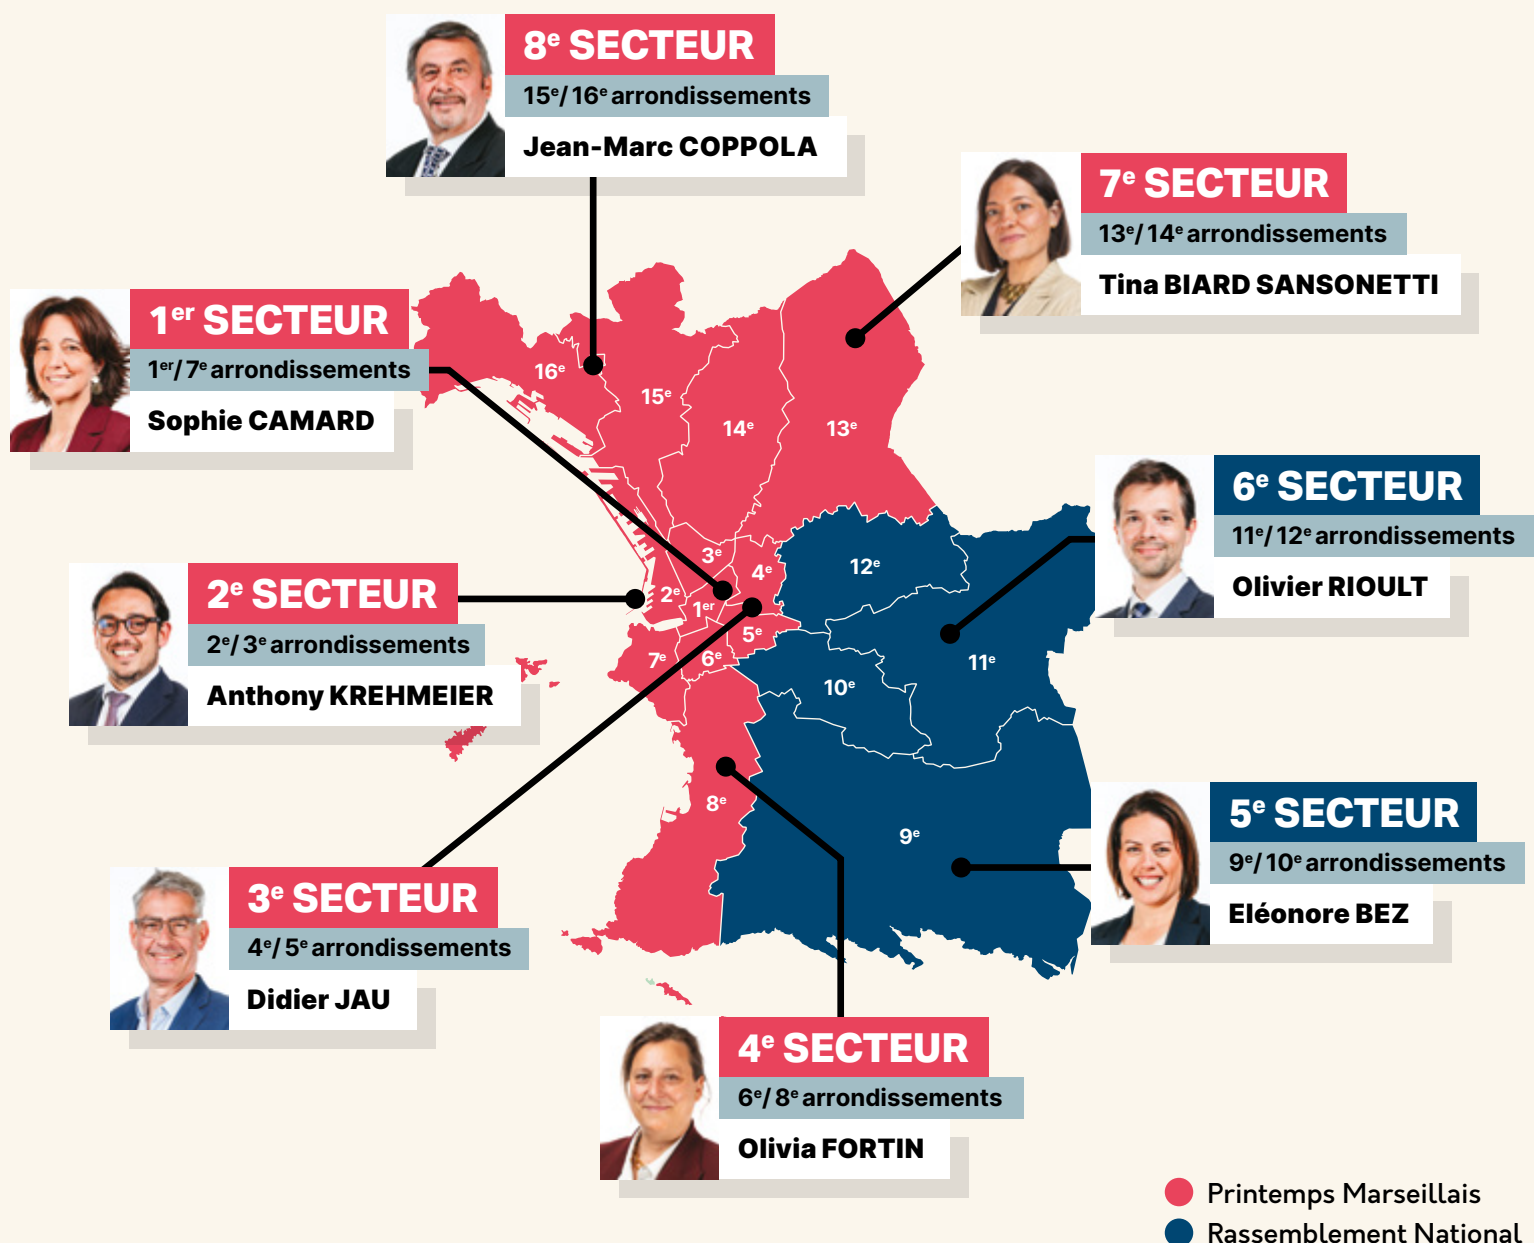 8e SECTEUR
15e/ 16e arrondissements
Jean-Marc COPPOLA
7e SECTEUR
13e/ 14e arrondissements
Tina BIARD SANSONETTI
1er SECTEUR
1er/ 7e arrondissements
Sophie CAMARD
16e
15e
14e
13e
6e SECTEUR
11e/ 12e arrondissements
Olivier RIOULT
3e
4e
12e
2e
1er
5e
7e
6e
11e
10e
2e SECTEUR
2e/ 3e arrondissements
Anthony KREHMEIER
8e
9e
5e SECTEUR
9e/ 10e arrondissements
Eléonore BEZ
3e SECTEUR
4e/ 5e arrondissements
Didier JAU
4e SECTEUR
6e/ 8e arrondissements
Olivia FORTIN
Printemps Marseillais
Rassemblement National